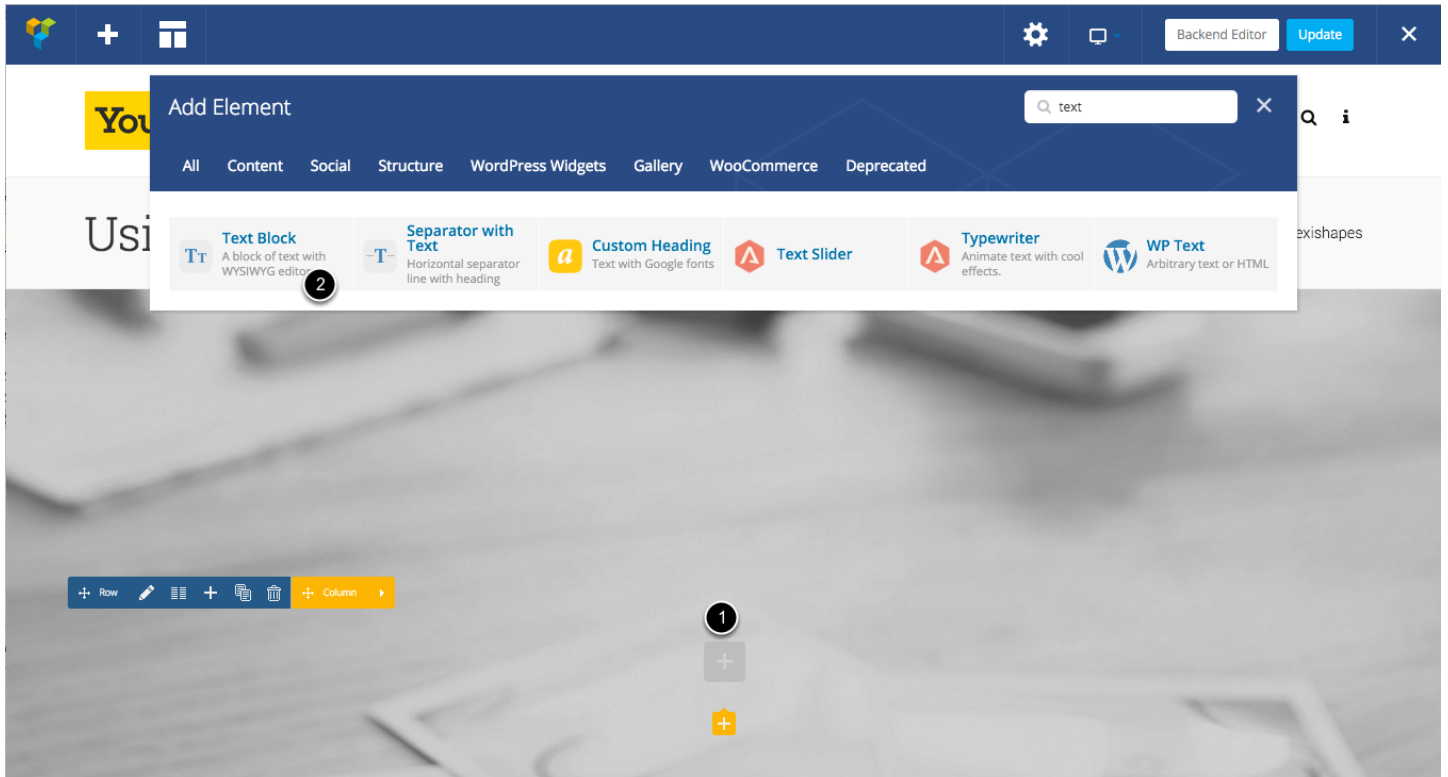 Backend Editor
Update
You
Add Element
text
All Content Social Structure WordPress Widgets Gallery WooCommerce Deprecated
Usi
exishapes
Text Block
A block of text with
WYSIWYG editor
2
Separator with
Text
Horizontal separator
line with heading
Custom Heading
Text with Google fonts
Text Slider
Typewriter
Animate text with cool
effects.
WP Text
Arbitrary text or HTML
Row
Column
1